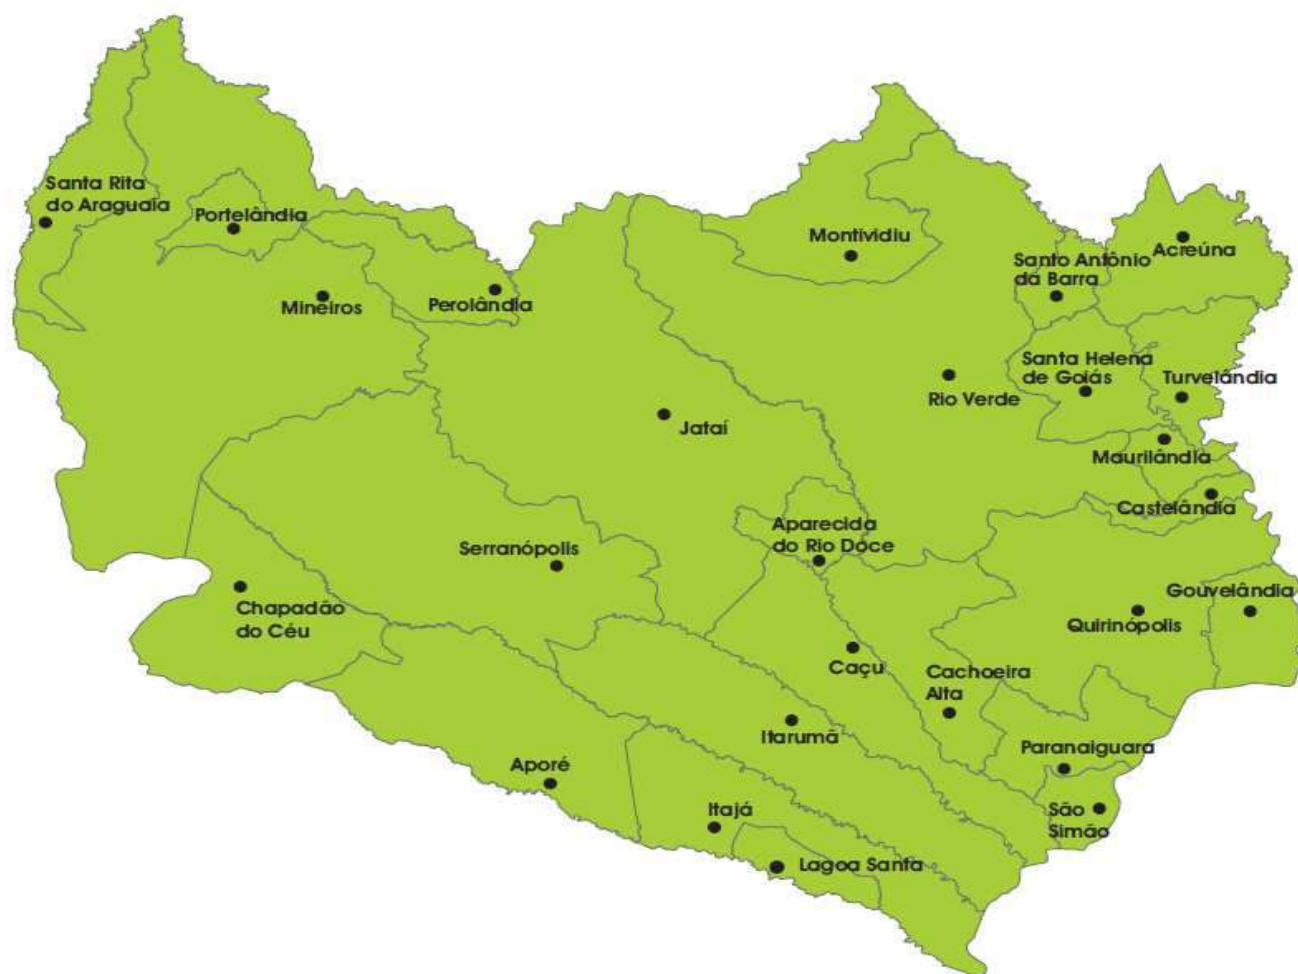 Santa Rita
do Araguaia
Portelândia
Mineiros
Perolândia
Montividiu
Santo Antônio
da Barra
Acreúna
Santa Helena
de Goiás
Turvelândia
Rio Verde
Jataí
Maurilândia
Castelândia
Aparecida
do Rio Doce
Serranópolis
Chapadão
do Céu
Gouvelândia
Quirinópolis
Caçu
Cachoeira
Alta
Itarumã
Paranaiguara
Aporé
Itajá
São
Simão
Lagoa Santa